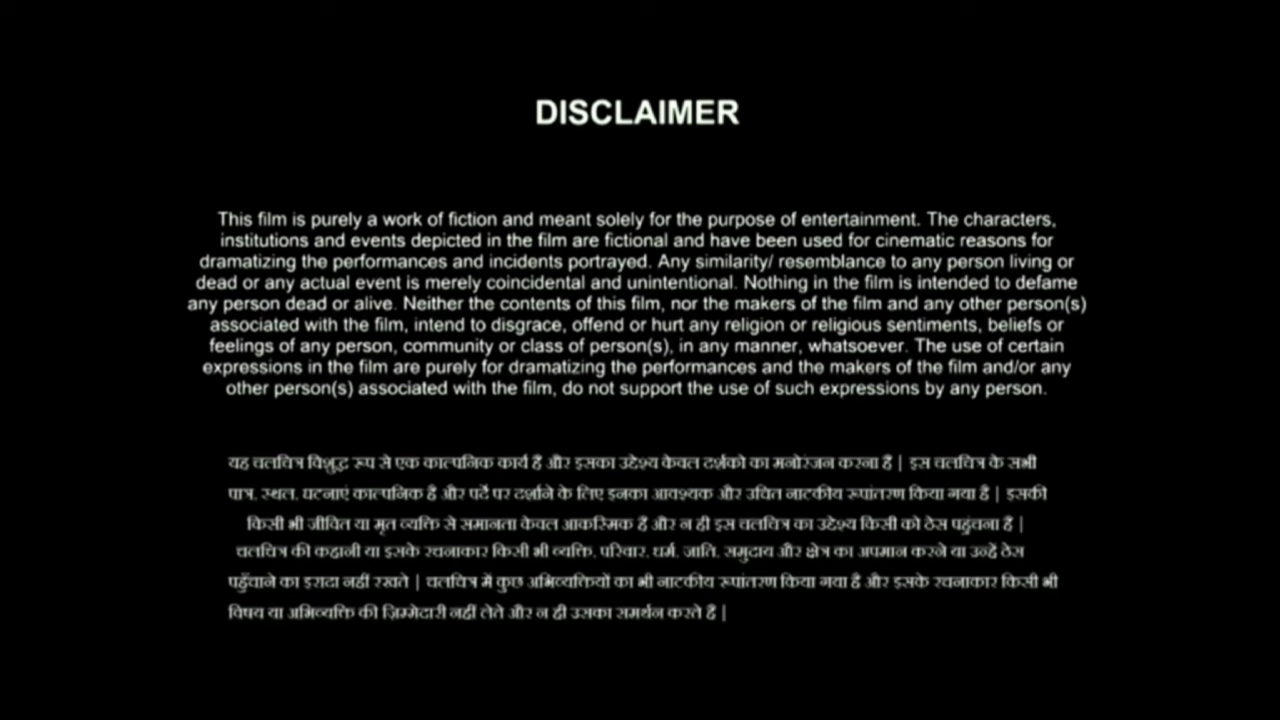 DISCLAIMER
This film is purely a work of fiction and meant solely for the purpose of entertainment. The characters,
institutions and events depicted in the film are fictional and have been used for cinematic reasons for
dramatizing the performances and incidents portrayed. Any similarity/ resemblance to any person living or
dead or any actual event is merely coincidental and unintentional. Nothing in the film is intended to defame
any person dead or alive. Neither the contents of this film, nor the makers of the film and any other person(s)
associated with the film, intend to disgrace, offend or hurt any religion or religious sentiments, beliefs or
feelings of any person, community or class of person(s), in any manner, whatsoever. The use of certain
expressions in the film are purely for dramatizing the performances and the makers of the film and/or any
other person(s) associated with the film, do not support the use of such expressions by any person.
यह चलचित्र विशुद्ध रूप से एक काल्पनिक कार्य है और इसका उद्देश्य केवल दर्शको का मनोरंजन करना है | इस चलचित्र के सभी
पात्र, स्थल, घटनाएं काल्पनिक है और पर्दे पर दर्शाने के लिए इनका आवश्यक और उचित नाटकीय रूपांतरण किया गया है | इसकी
किसी भी जीवित या मृत व्यक्ति से समानता केवल आकस्मिक है और न ही इस चलचित्र का उद्देश्य किसी को ठेस पहुंचना है |
चलचित्र की कहानी या इसके रचनाकार किसी भी व्यक्ति, परिवार, धर्म, जाति, समुदाय और क्षेत्र का अपमान करने या उन्हें ठेस
पहुँचाने का इरादा नहीं रखते | चलचित्र में कुछ अभिव्यक्तियों का भी नाटकीय रूपांतरण किया गया है और इसके रचनाकार किसी भी
विषय या अभिव्यक्ति की ज़िम्मेदारी नहीं लेते और न ही उसका समर्थन करते है |